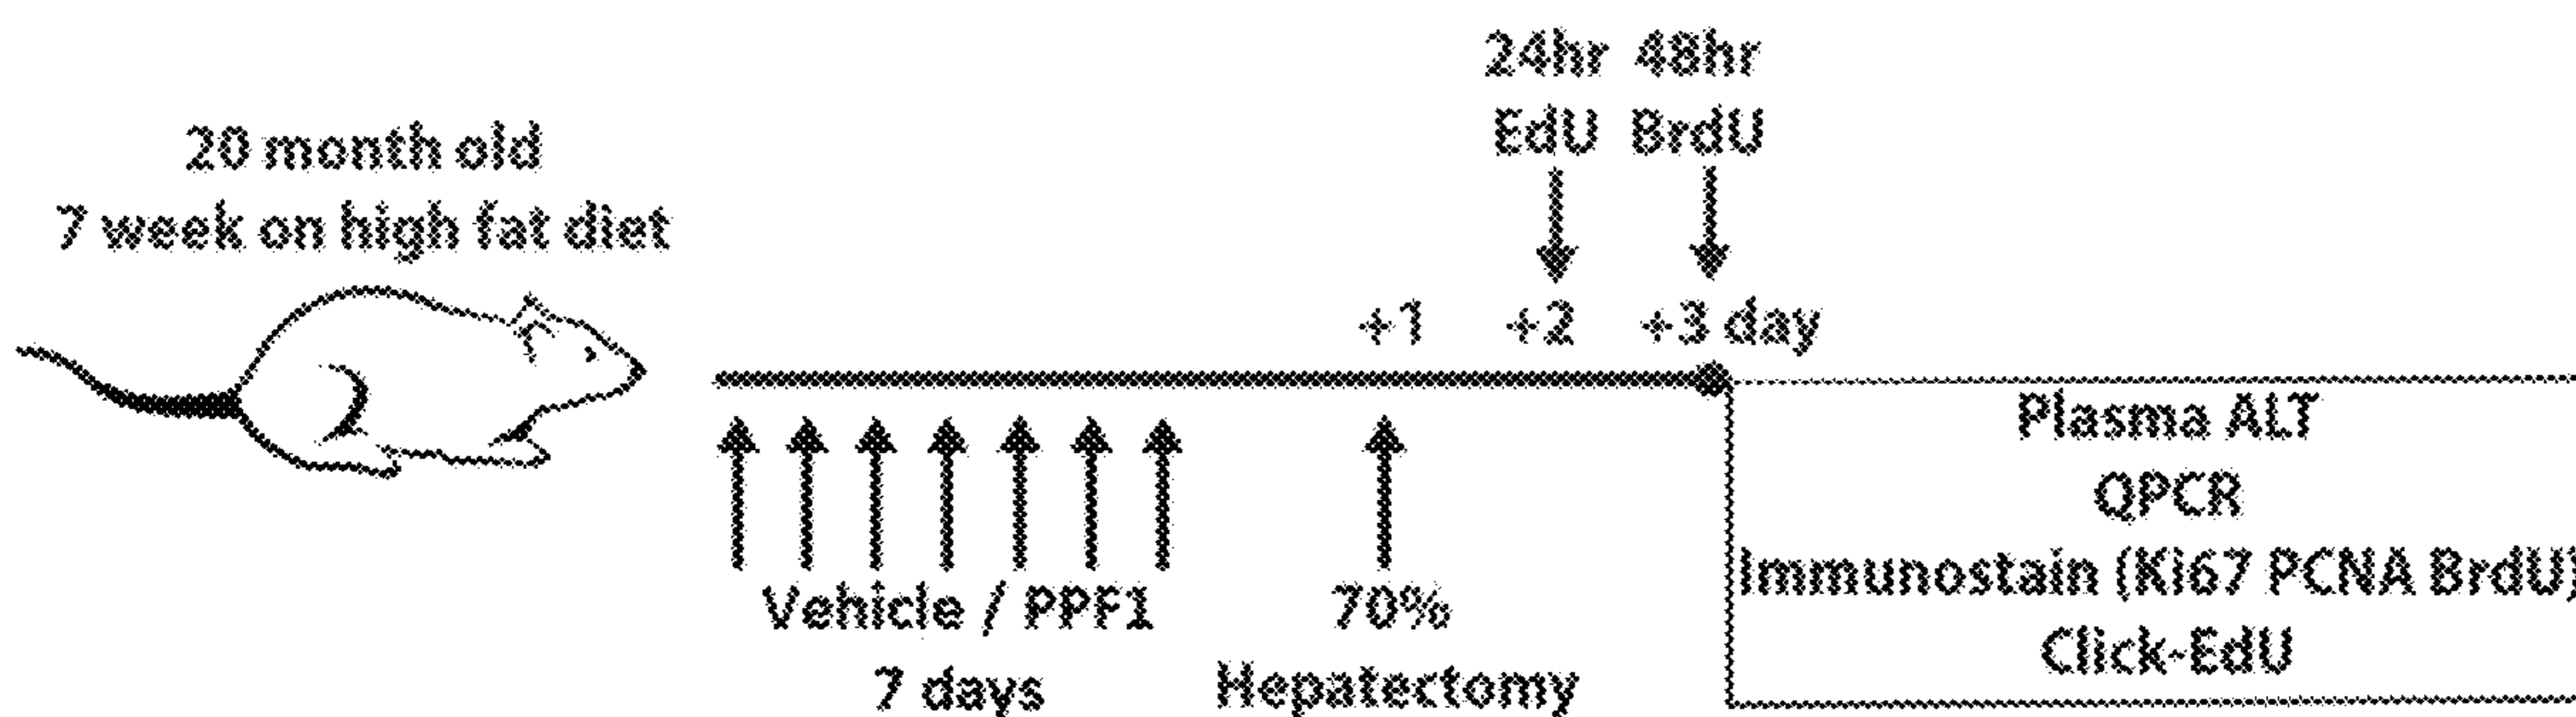 20 month old
7 week on high fat diet
24hr 48hr
EdU BrdU
+1 +2 +3 day
Vehicle / PPF1
7 days
70%
Hepatectomy
Plasma ALT
QPCR
Immunostain (Ki67 PCNA BrdU)
Click-EdU